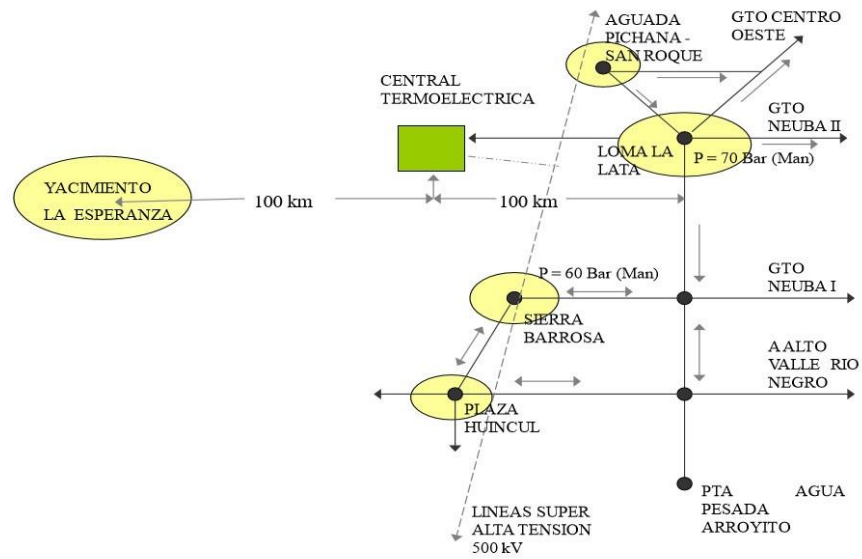 AGUADA
PICHANA -
SAN ROQUE
GTO CENTRO
OESTE
CENTRAL
TERMOELECTRICA
GTO
NEUBA II
LOMA LA
LATA
P = 70 Bar (Man)
YACIMIENTO
LA ESPERANZA
100 km
100 km
P = 60 Bar (Man)
GTO
NEUBA I
SIERRA
BARROSA
A ALTO
VALLE RIO
NEGRO
PLAZA
HUINCUL
LINEAS SUPER
ALTA TENSION
500 kV
PTA AGUA
PESADA
ARROYITO